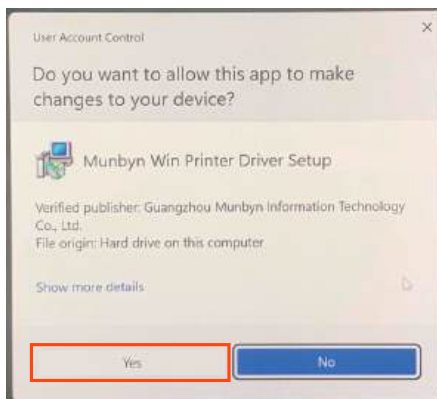 User Account Control
Do you want to allow this app to make
changes to your device?
Munbyn Win Printer Driver Setup
Verified publisher: Guangzhou Munbyn Information Technology
Co., Ltd.
File origin: Hard drive on this computer
Show more details
Yes
No